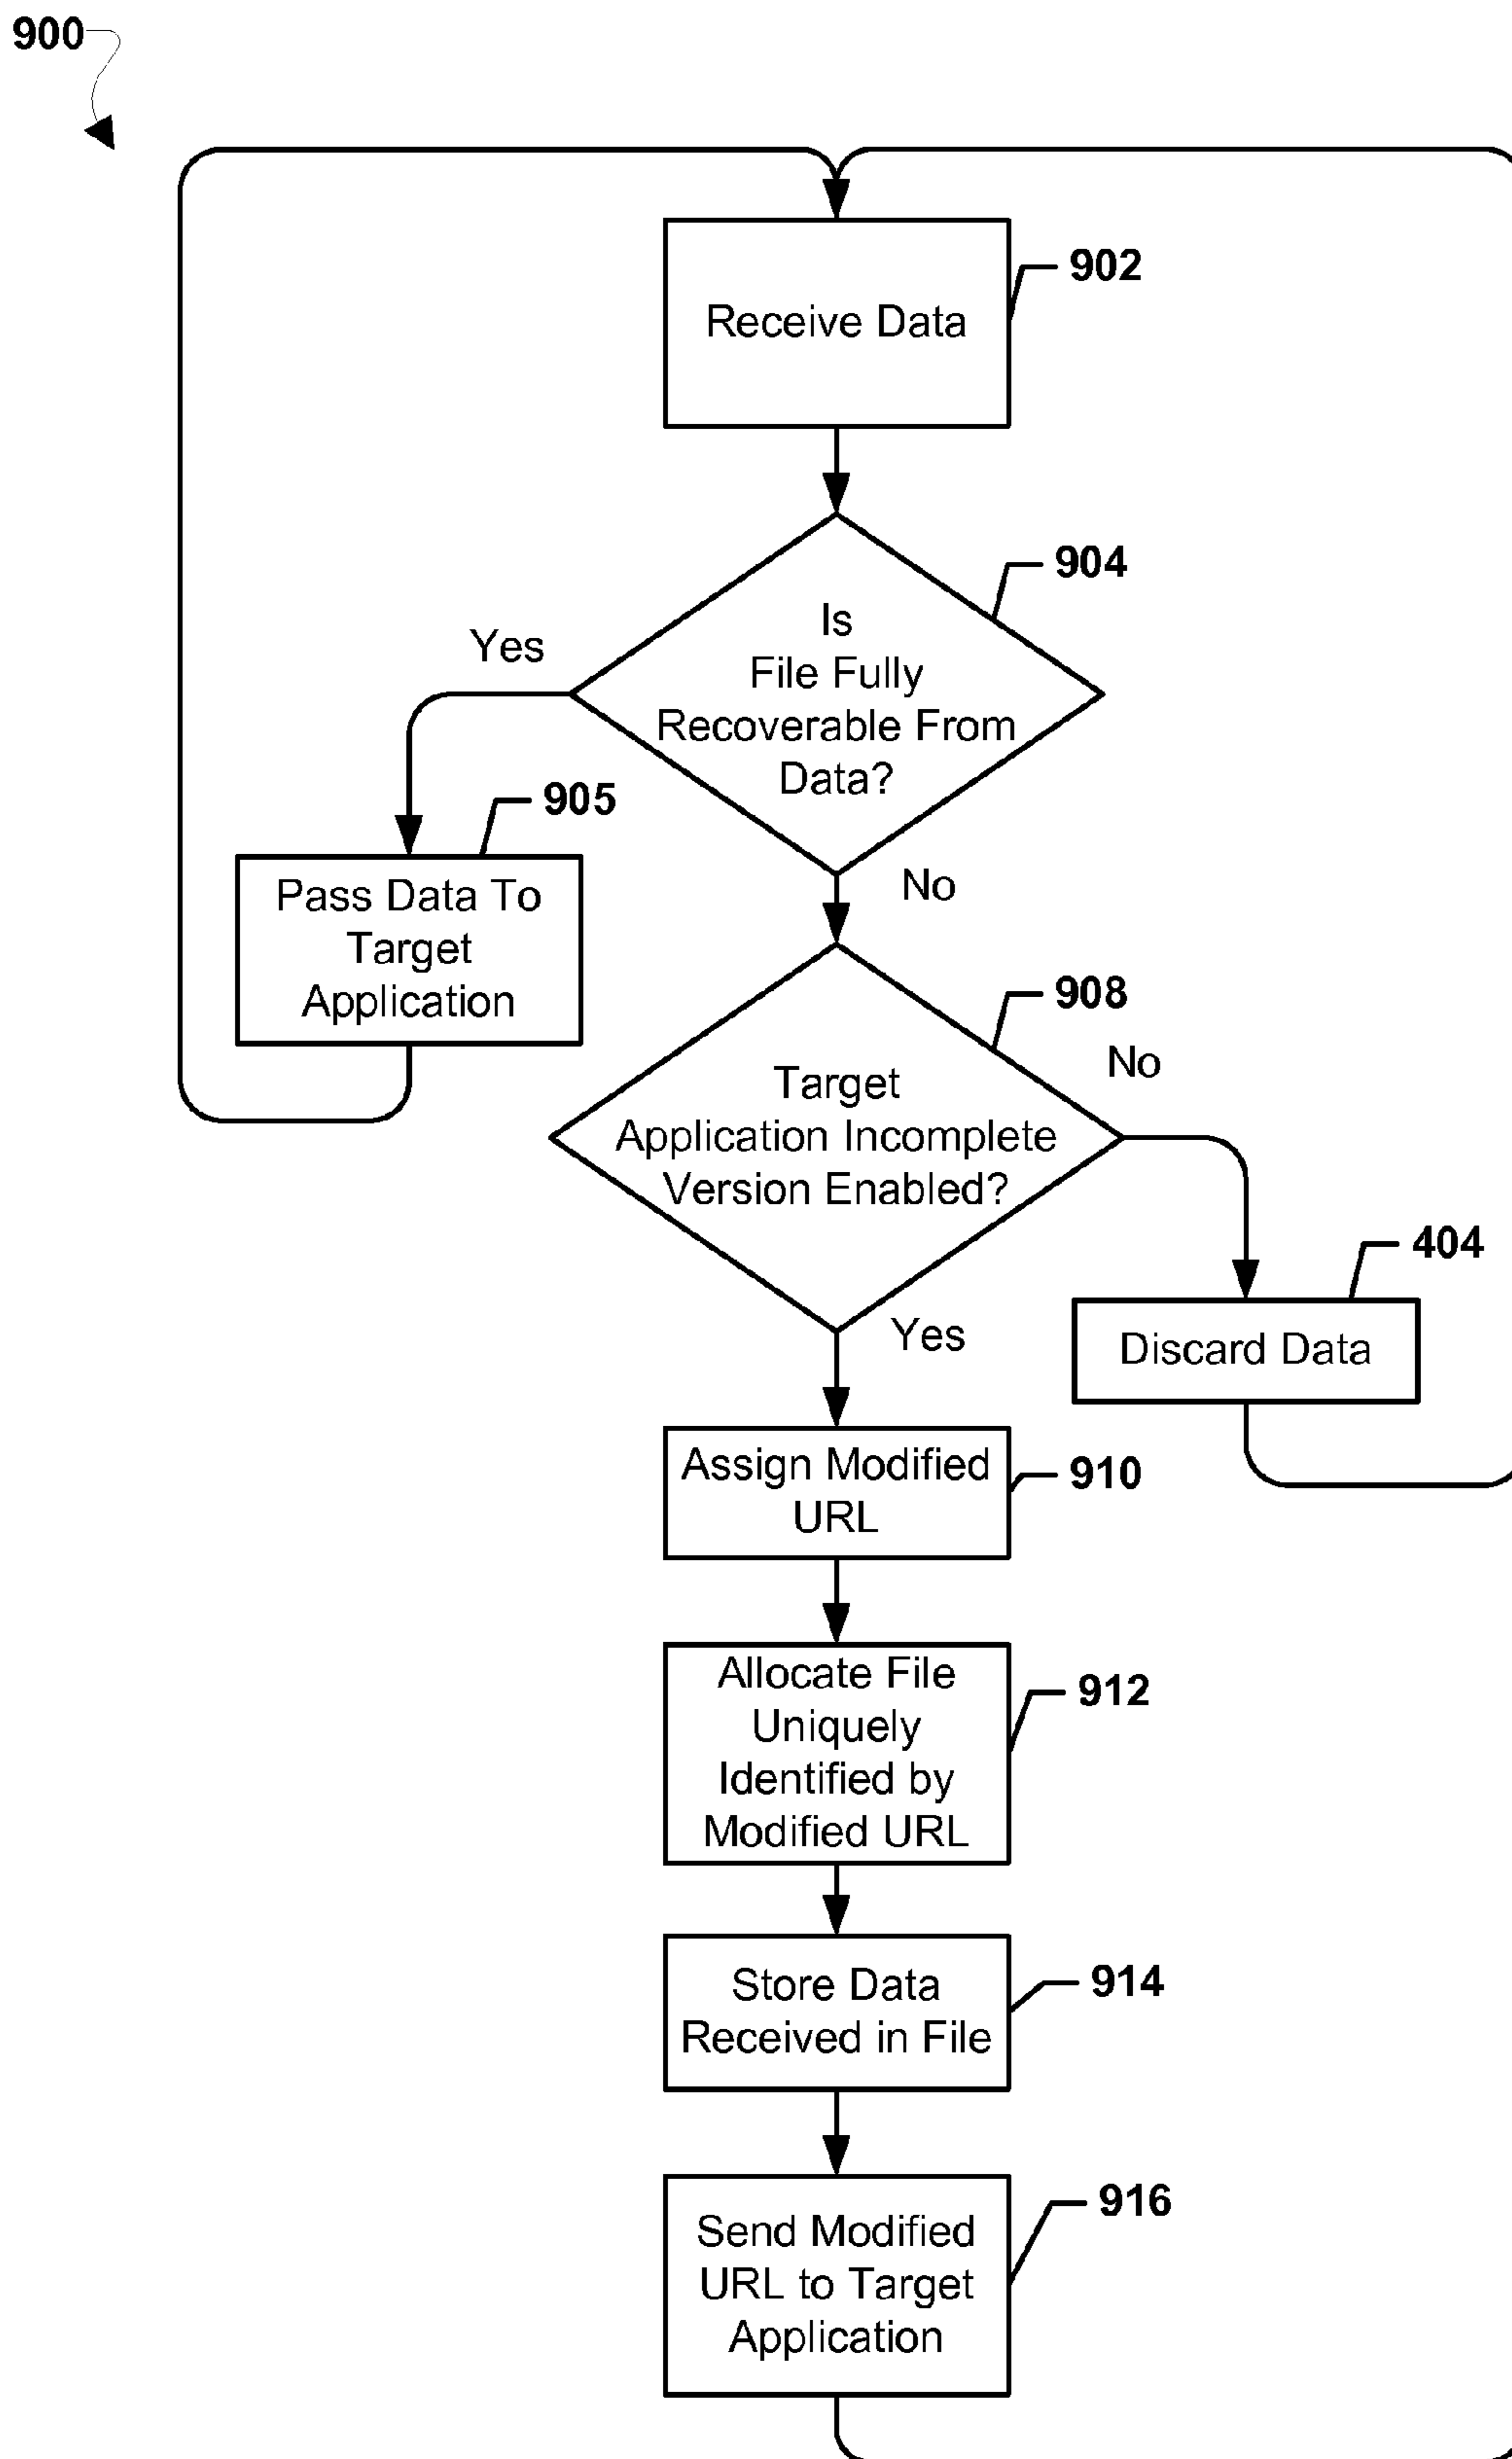 900
902
Receive Data
904
Is
File Fully
Recoverable From
Data?
Yes
No
905
Pass Data To
Target
Application
908
Target
Application Incomplete
Version Enabled?
No
Yes
404
Discard Data
Assign Modified
URL
910
Allocate File
Uniquely
Identified by
Modified URL
912
Store Data
Received in File
914
Send Modified
URL to Target
Application
916